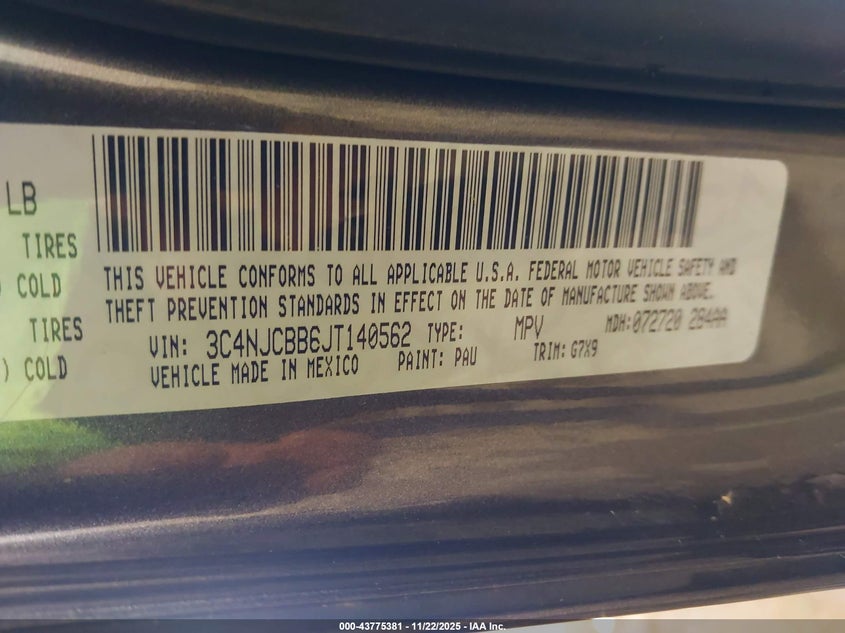 LB
TIRES
COLD
TIRES
) COLD
THIS VEHICLE CONFORMS TO ALL APPLICABLE U.S.A. FEDERAL MOTOR VEHICLE SAFETY AND
THEFT PREVENTION STANDARDS IN EFFECT ON THE DATE OF MANUFACTURE SHOWN ABOVE.
VIN: 3C4NJCBB6JT140562 TYPE: MPV MDH:072720 2B4AA
VEHICLE MADE IN MEXICO PAINT: PAU TRIM: G7X9
000-43775381 - 11/22/2025 - IAA Inc.